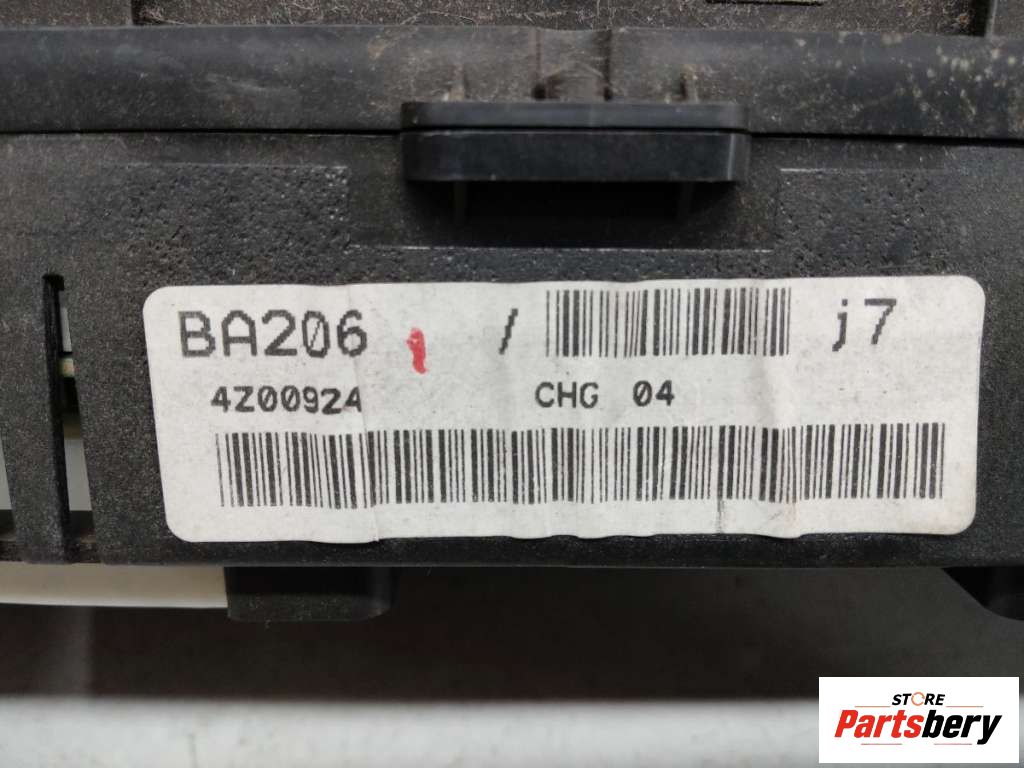 BA206 / j7
4Z00924 CHG 04
STORE
Partsbery